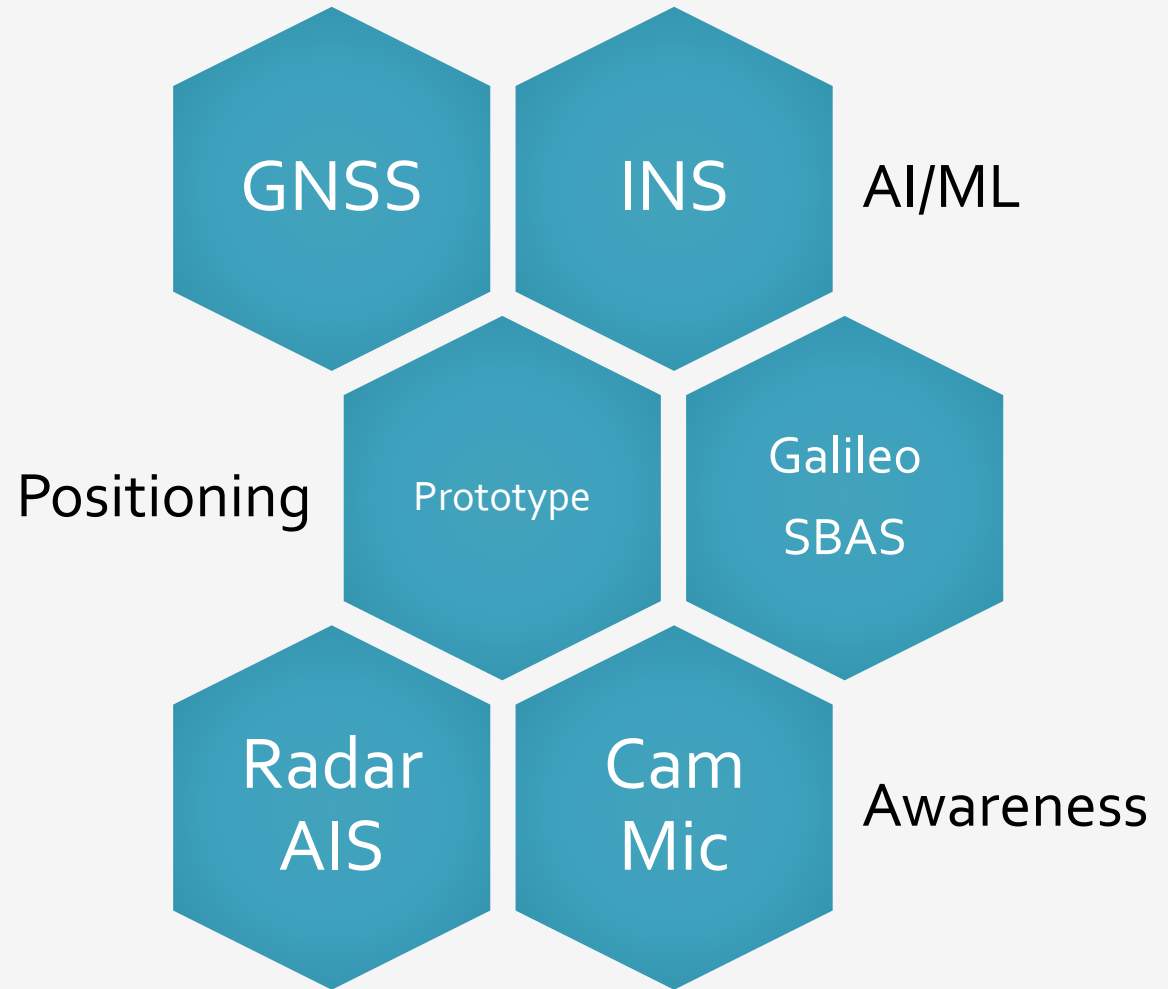 GNSS
INS
AI/ML
Positioning
Prototype
Galileo
SBAS
Radar
AIS
Cam
Mic
Awareness